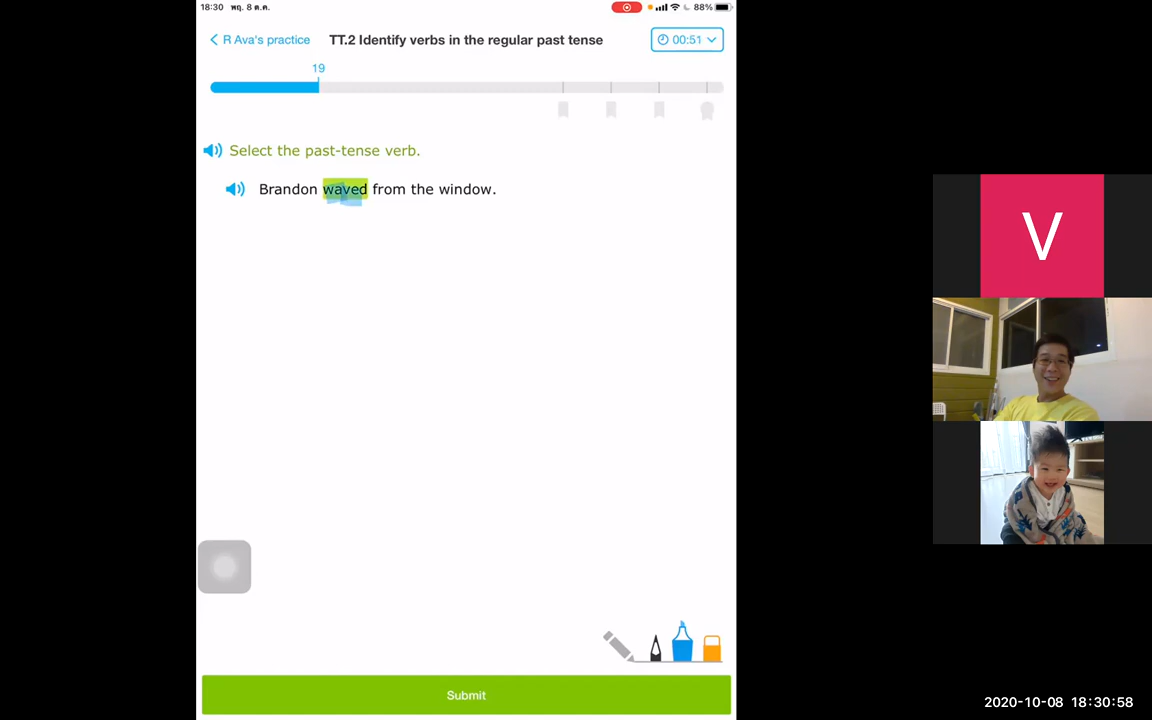 18:30 พฤ. 8 ต.ค. 88%
R Ava's practice TT.2 Identify verbs in the regular past tense 00:51
19
Select the past-tense verb.
Brandon waved from the window.
V
Submit
2020-10-08 18:30:58